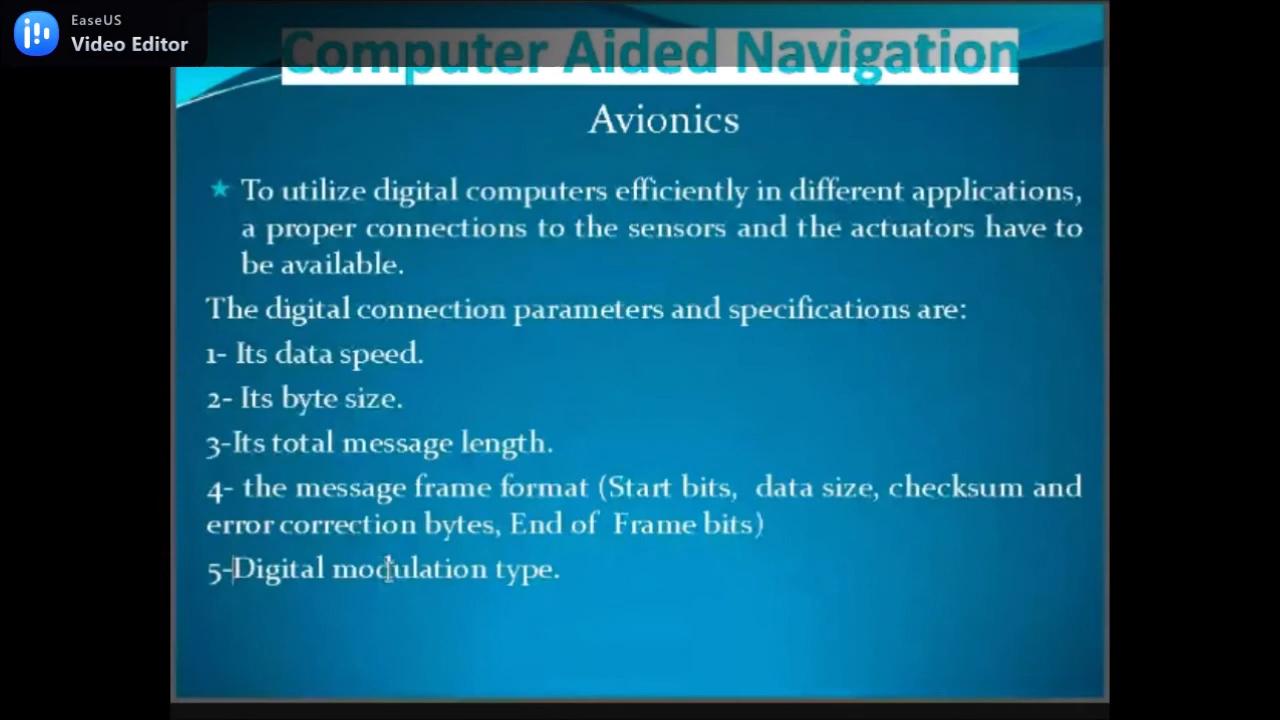 EaseUS
Video Editor
Computer Aided Navigation
Avionics
To utilize digital computers efficiently in different applications,
a proper connections to the sensors and the actuators have to
be available.
The digital connection parameters and specifications are:
1- Its data speed.
2- Its byte size.
3-Its total message length.
4- the message frame format (Start bits, data size, checksum and
error correction bytes, End of Frame bits)
5-Digital modulation type.